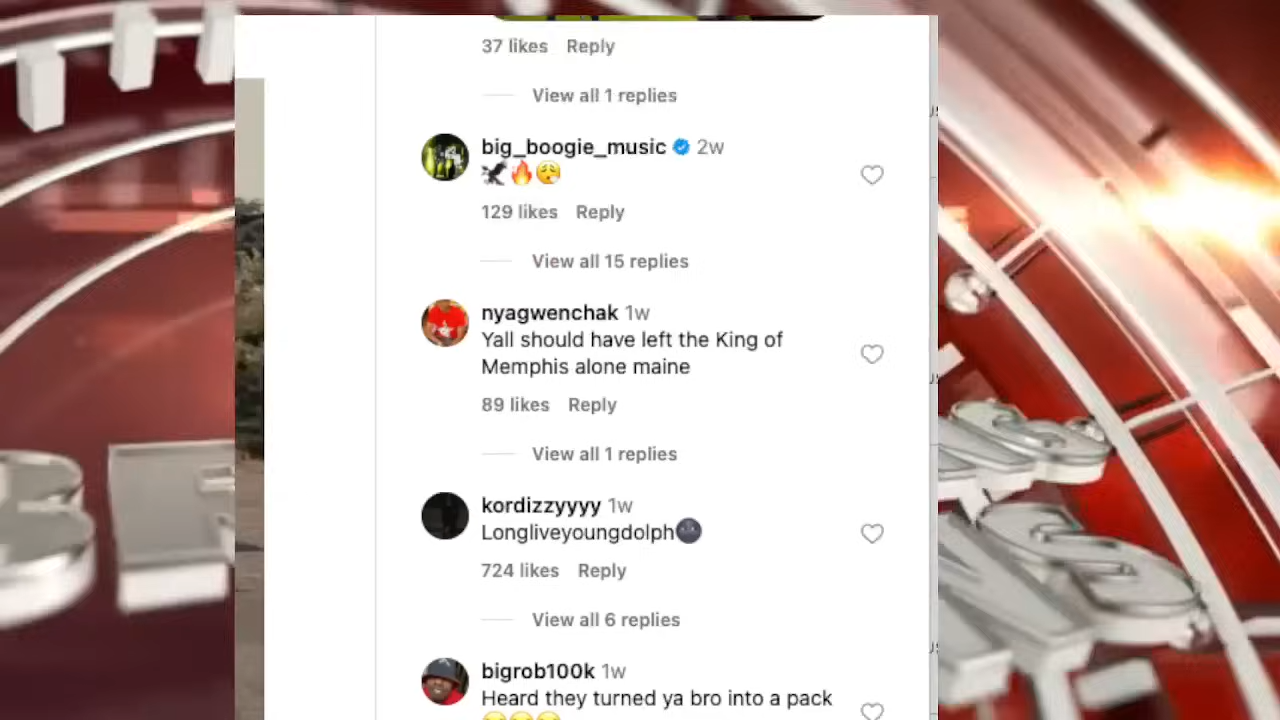 37 likes Reply
View all 1 replies
big_boogie_music 2w
🦅🔥😮‍💨
129 likes Reply
View all 15 replies
nyagwenchak 1w
Yall should have left the King of
Memphis alone maine
89 likes Reply
View all 1 replies
kordizzyyyy 1w
Longliveyoungdolph🌚
724 likes Reply
View all 6 replies
bigrob100k 1w
Heard they turned ya bro into a pack